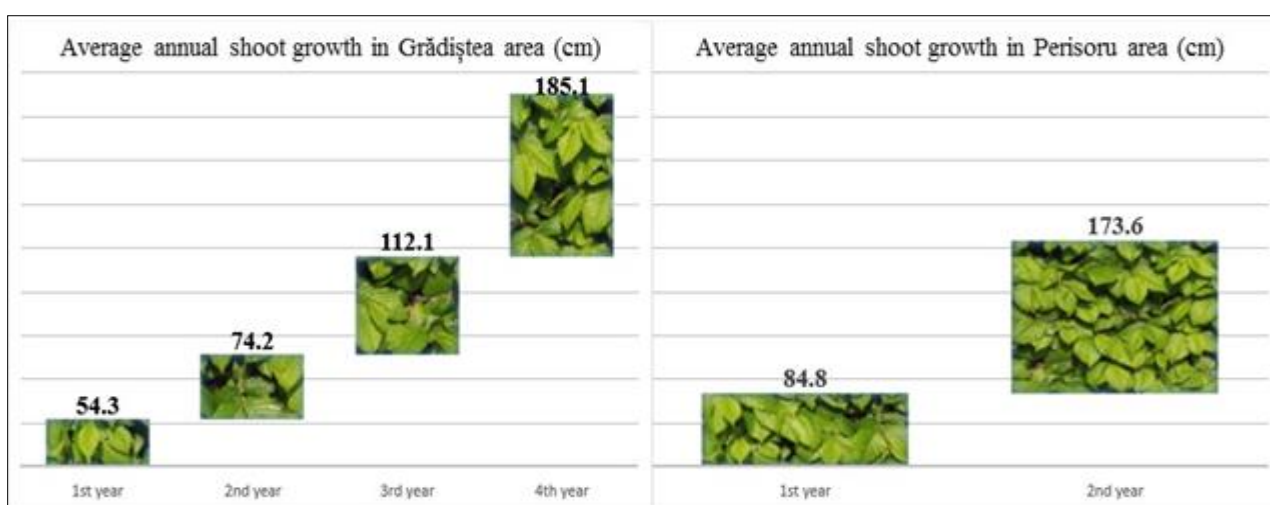 Average annual shoot growth in Grădiștea area (cm)
185.1
112.1
74.2
54.3
1st year
2nd year
3rd year
4th year
Average annual shoot growth in Perisoru area (cm)
173.6
84.8
1st year
2nd year